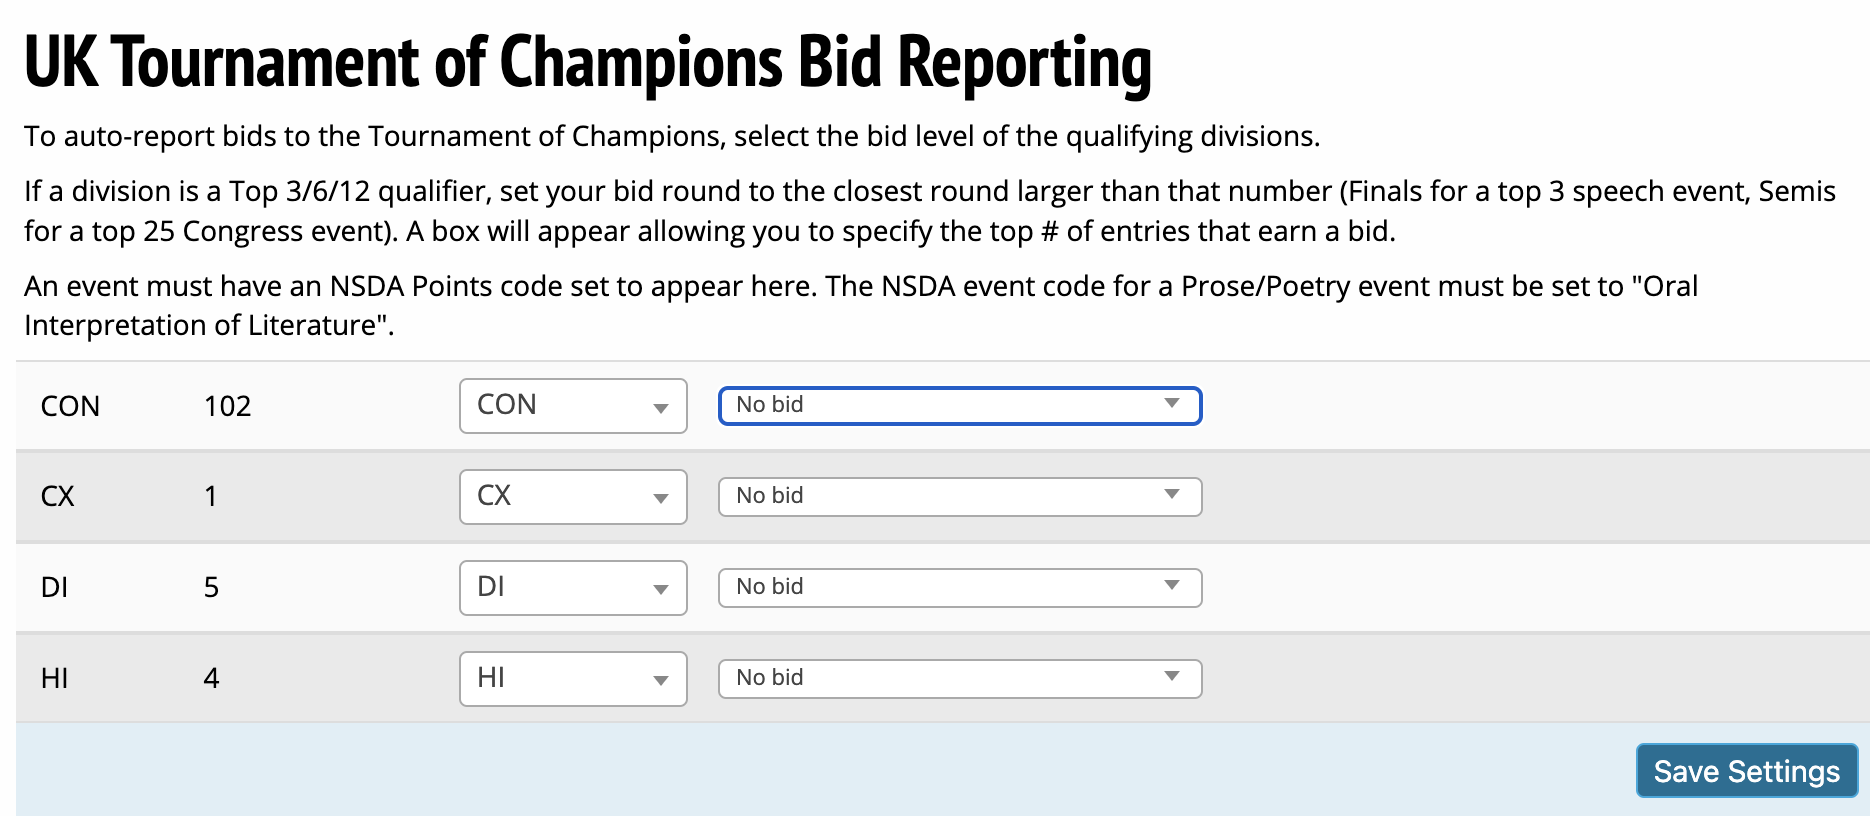 UK Tournament of Champions Bid Reporting
To auto-report bids to the Tournament of Champions, select the bid level of the qualifying divisions.
If a division is a Top 3/6/12 qualifier, set your bid round to the closest round larger than that number (Finals for a top 3 speech event, Semis
for a top 25 Congress event). A box will appear allowing you to specify the top # of entries that earn a bid.
An event must have an NSDA Points code set to appear here. The NSDA event code for a Prose/Poetry event must be set to "Oral
Interpretation of Literature".
CON 102 CON No bid
CX 1 CX No bid
DI 5 DI No bid
HI 4 HI No bid
Save Settings